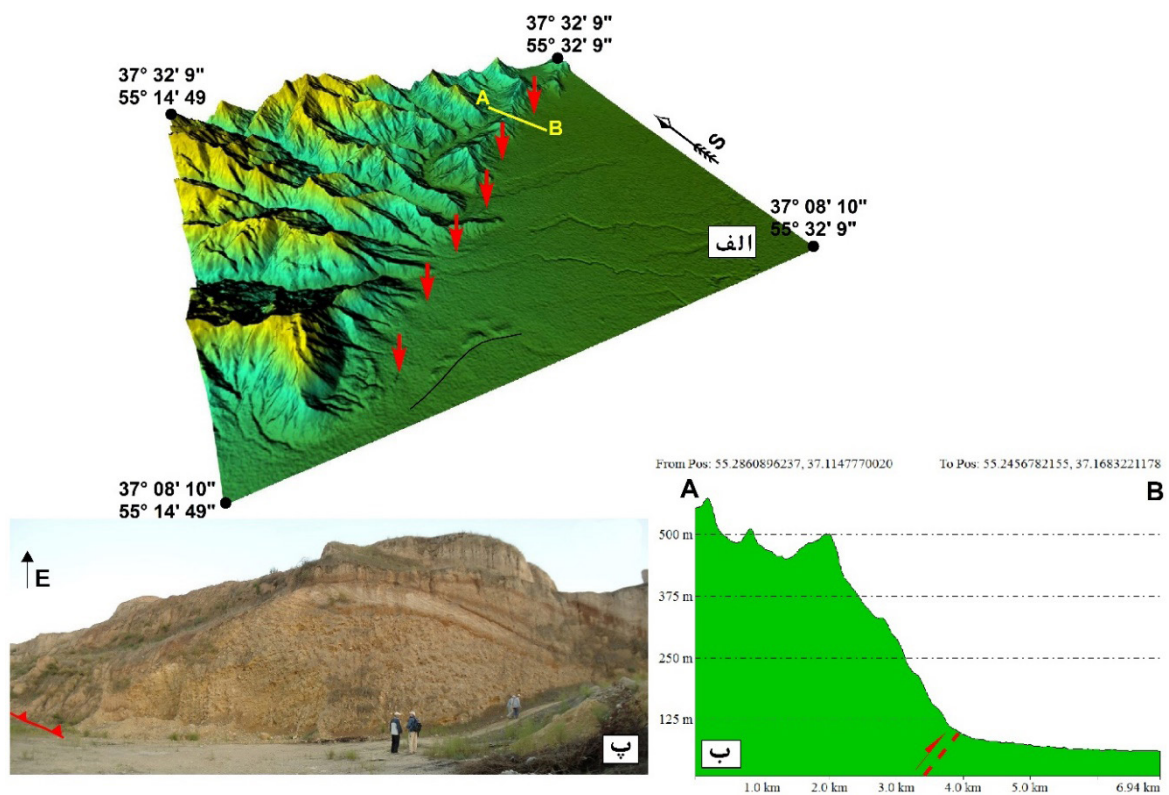 37° 32' 9"
55° 32' 9"
37° 32' 9"
55° 14' 49
A
B
S
37° 08' 10"
55° 32' 9"
الف
37° 08' 10"
55° 14' 49"
From Pos: 55.2860896237, 37.1147770020
To Pos: 55.2456782155, 37.1683221178
A
B
500 m
375 m
250 m
125 m
ب
1.0 km
2.0 km
3.0 km
4.0 km
5.0 km
6.94 km
E
پ